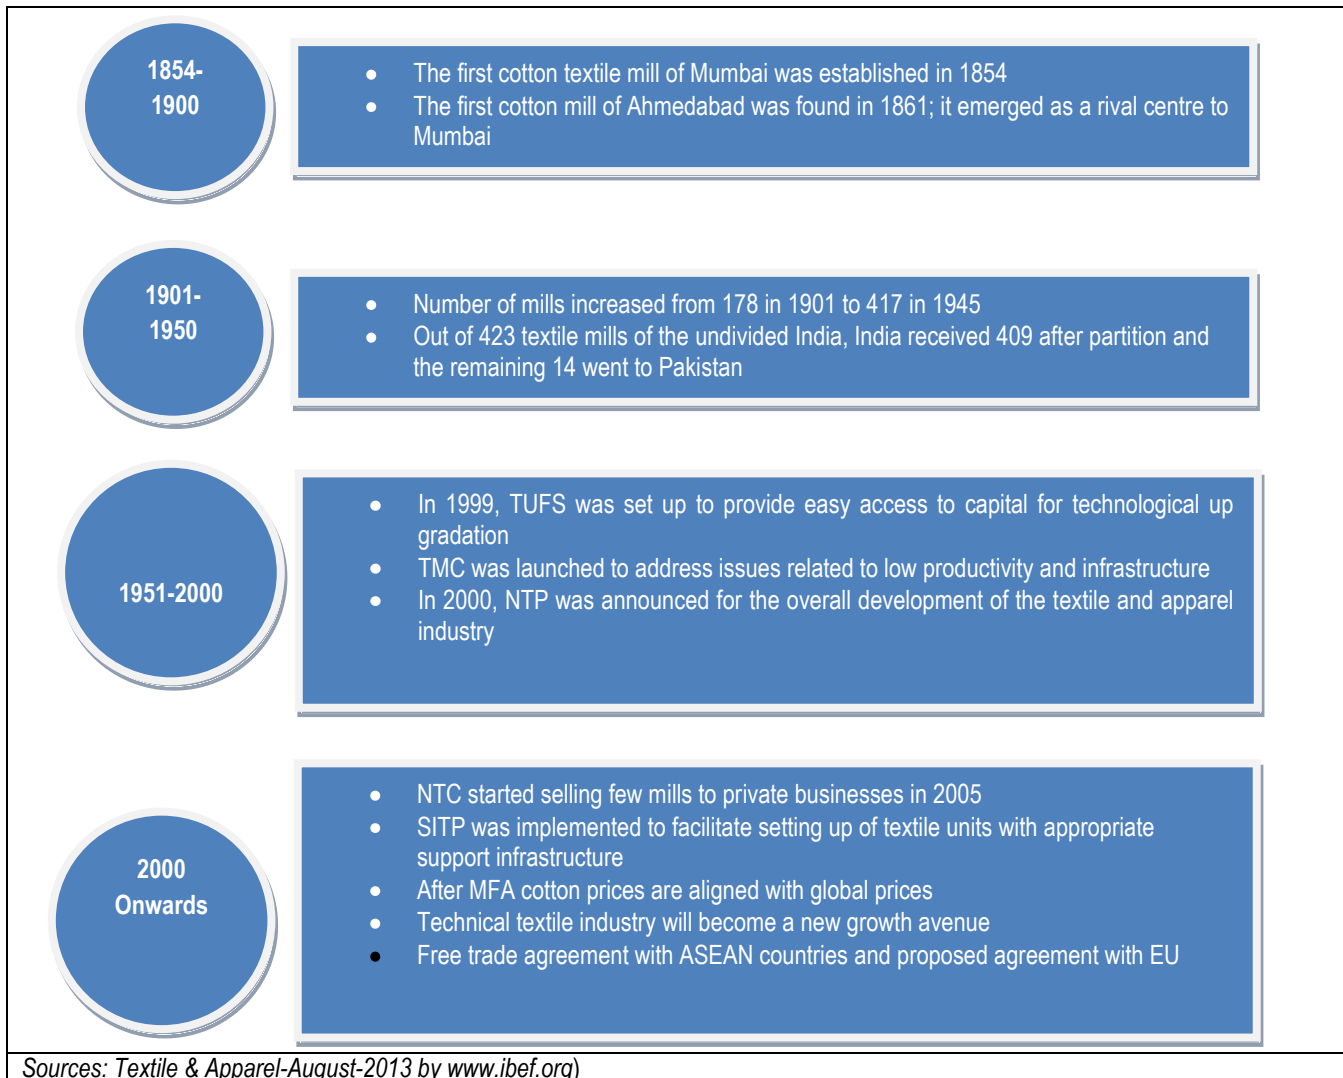 1854-
1900
• The first cotton textile mill of Mumbai was established in 1854
• The first cotton mill of Ahmedabad was found in 1861; it emerged as a rival centre to
Mumbai
1901-
1950
• Number of mills increased from 178 in 1901 to 417 in 1945
• Out of 423 textile mills of the undivided India, India received 409 after partition and
the remaining 14 went to Pakistan
1951-2000
• In 1999, TUFS was set up to provide easy access to capital for technological up
gradation
• TMC was launched to address issues related to low productivity and infrastructure
• In 2000, NTP was announced for the overall development of the textile and apparel
industry
2000
Onwards
• NTC started selling few mills to private businesses in 2005
• SITP was implemented to facilitate setting up of textile units with appropriate
support infrastructure
• After MFA cotton prices are aligned with global prices
• Technical textile industry will become a new growth avenue
• Free trade agreement with ASEAN countries and proposed agreement with EU
Sources: Textile & Apparel-August-2013 by www.ibef.org)